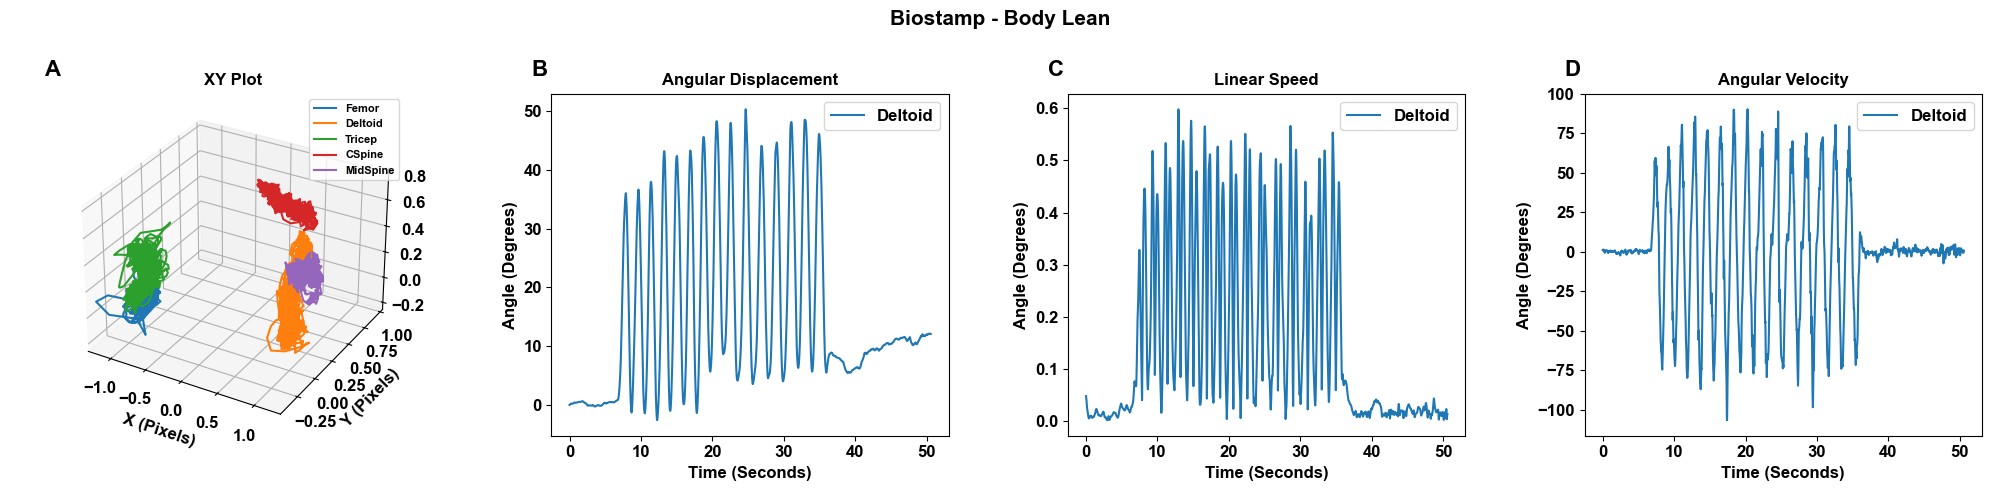 Biostamp - Body Lean
A
XY Plot
Femor
Deltoid
Tricep
CSpine
MidSpine
0.8
0.6
0.4
0.2
0.0
−0.2
1.00
0.75
0.50
0.25
0.00
−0.25
Y (Pixels)
−1.0
−0.5
0.0
0.5
1.0
X (Pixels)
B
Angular Displacement
Deltoid
50
40
30
20
10
0
Angle (Degrees)
0 10 20 30 40 50
Time (Seconds)
C
Linear Speed
Deltoid
0.6
0.5
0.4
0.3
0.2
0.1
0.0
Angle (Degrees)
0 10 20 30 40 50
Time (Seconds)
D
Angular Velocity
Deltoid
100
75
50
25
0
−25
−50
−75
−100
Angle (Degrees)
0 10 20 30 40 50
Time (Seconds)